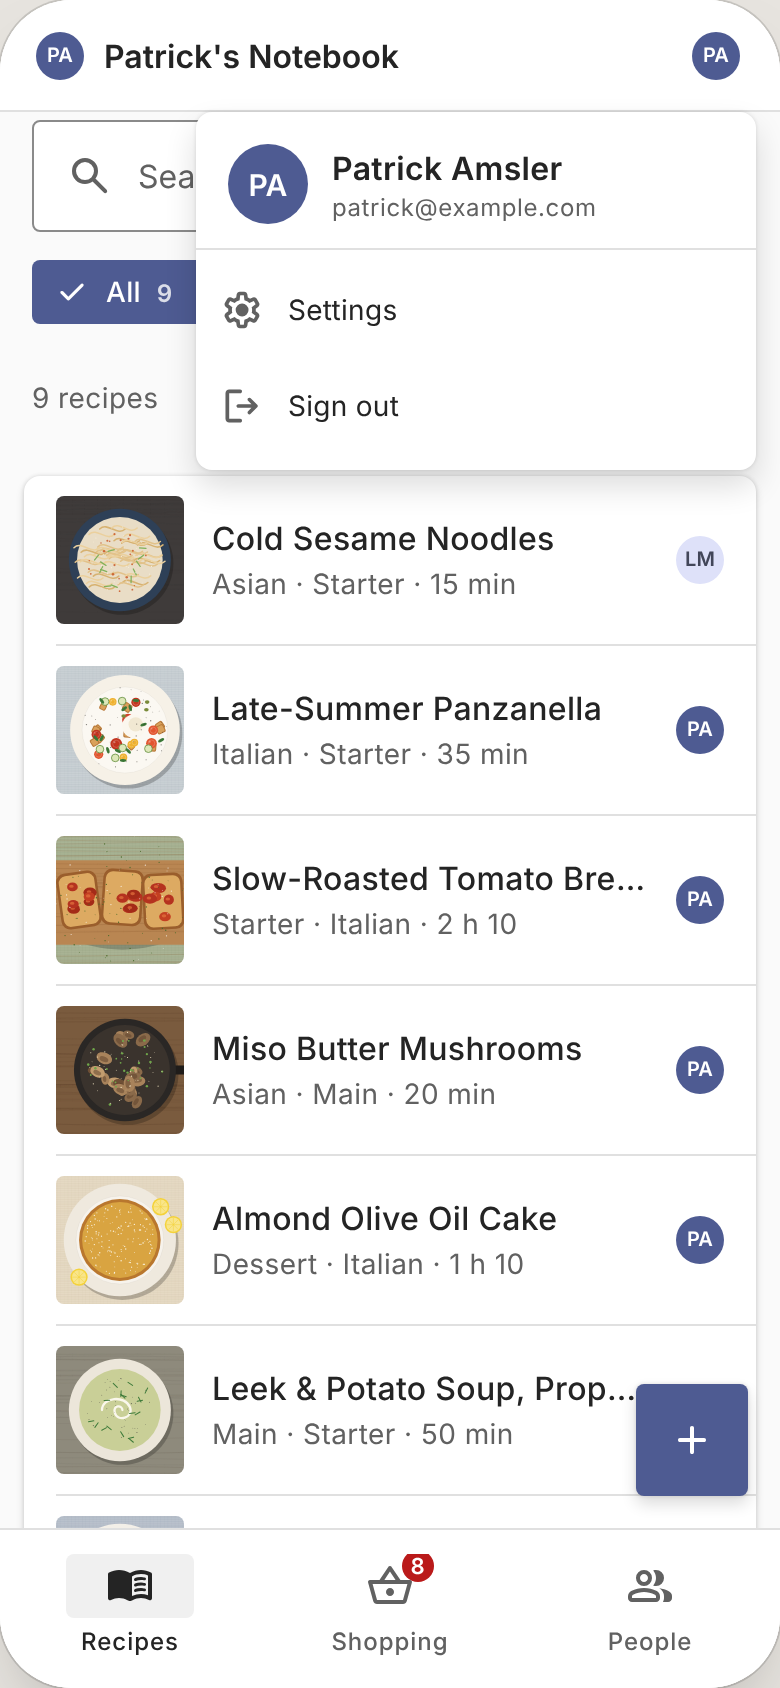 PA Patrick's Notebook PA
Sea
PA Patrick Amsler
patrick@example.com
All 9
Settings
9 recipes
Sign out
Cold Sesame Noodles
Asian · Starter · 15 min
LM
Late-Summer Panzanella
Italian · Starter · 35 min
PA
Slow-Roasted Tomato Bre...
Starter · Italian · 2 h 10
PA
Miso Butter Mushrooms
Asian · Main · 20 min
PA
Almond Olive Oil Cake
Dessert · Italian · 1 h 10
PA
Leek & Potato Soup, Prop...
Main · Starter · 50 min
+
8
Recipes Shopping People